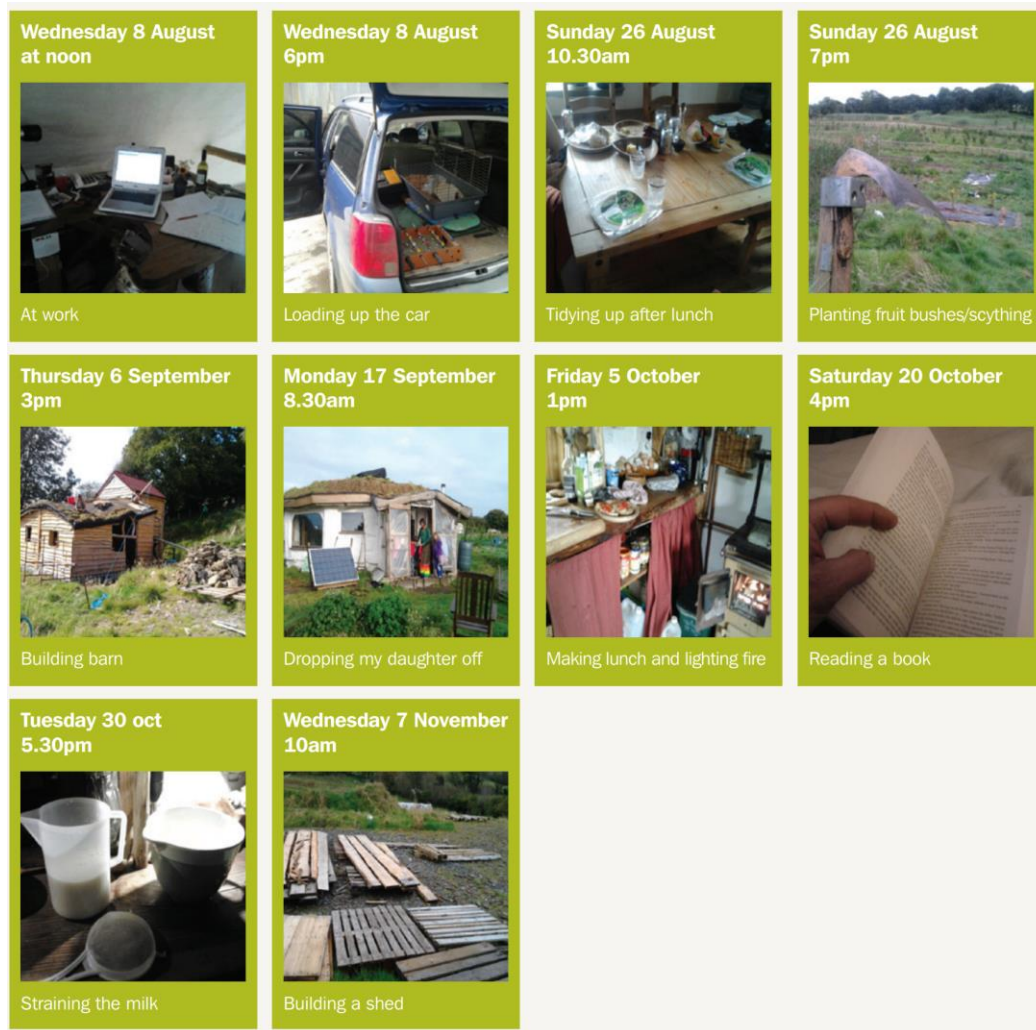 Wednesday 8 August
at noon
At work
Wednesday 8 August
6pm
Loading up the car
Sunday 26 August
10.30am
Tidying up after lunch
Sunday 26 August
7pm
Planting fruit bushes/scything
Thursday 6 September
3pm
Building barn
Monday 17 September
8.30am
Dropping my daughter off
Friday 5 October
1pm
Making lunch and lighting fire
Saturday 20 October
4pm
Reading a book
Tuesday 30 oct
5.30pm
Straining the milk
Wednesday 7 November
10am
Building a shed